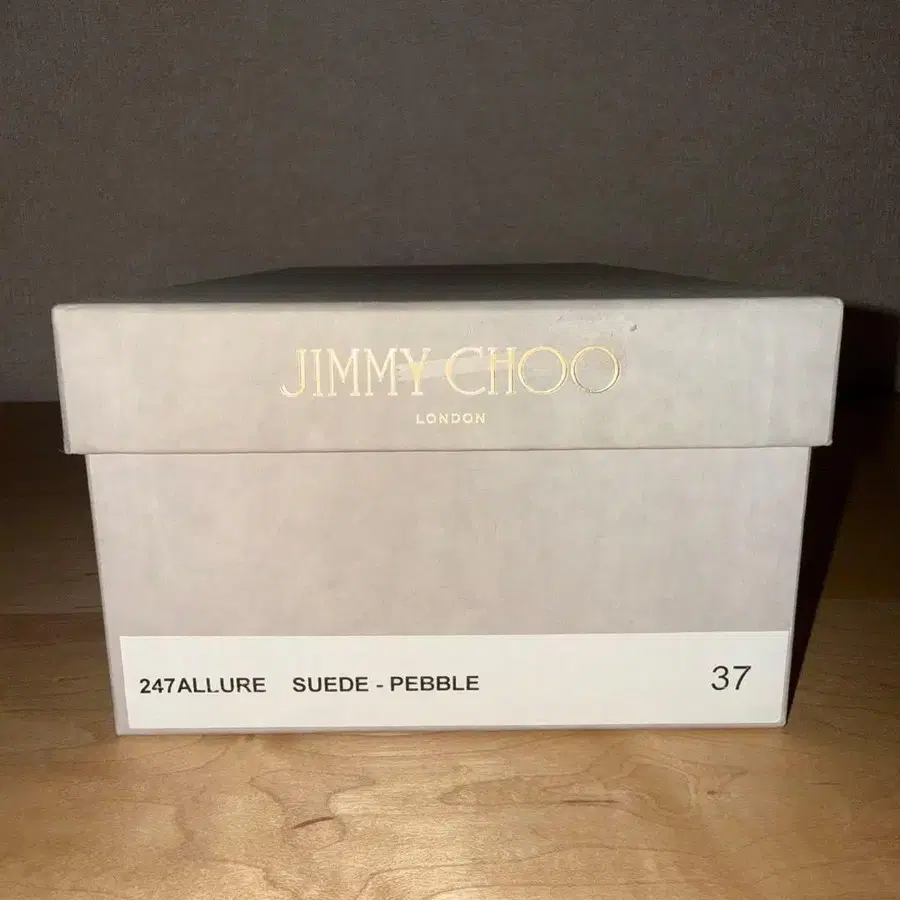 JIMMY CHOO
LONDON
247ALLURE SUEDE - PEBBLE 37